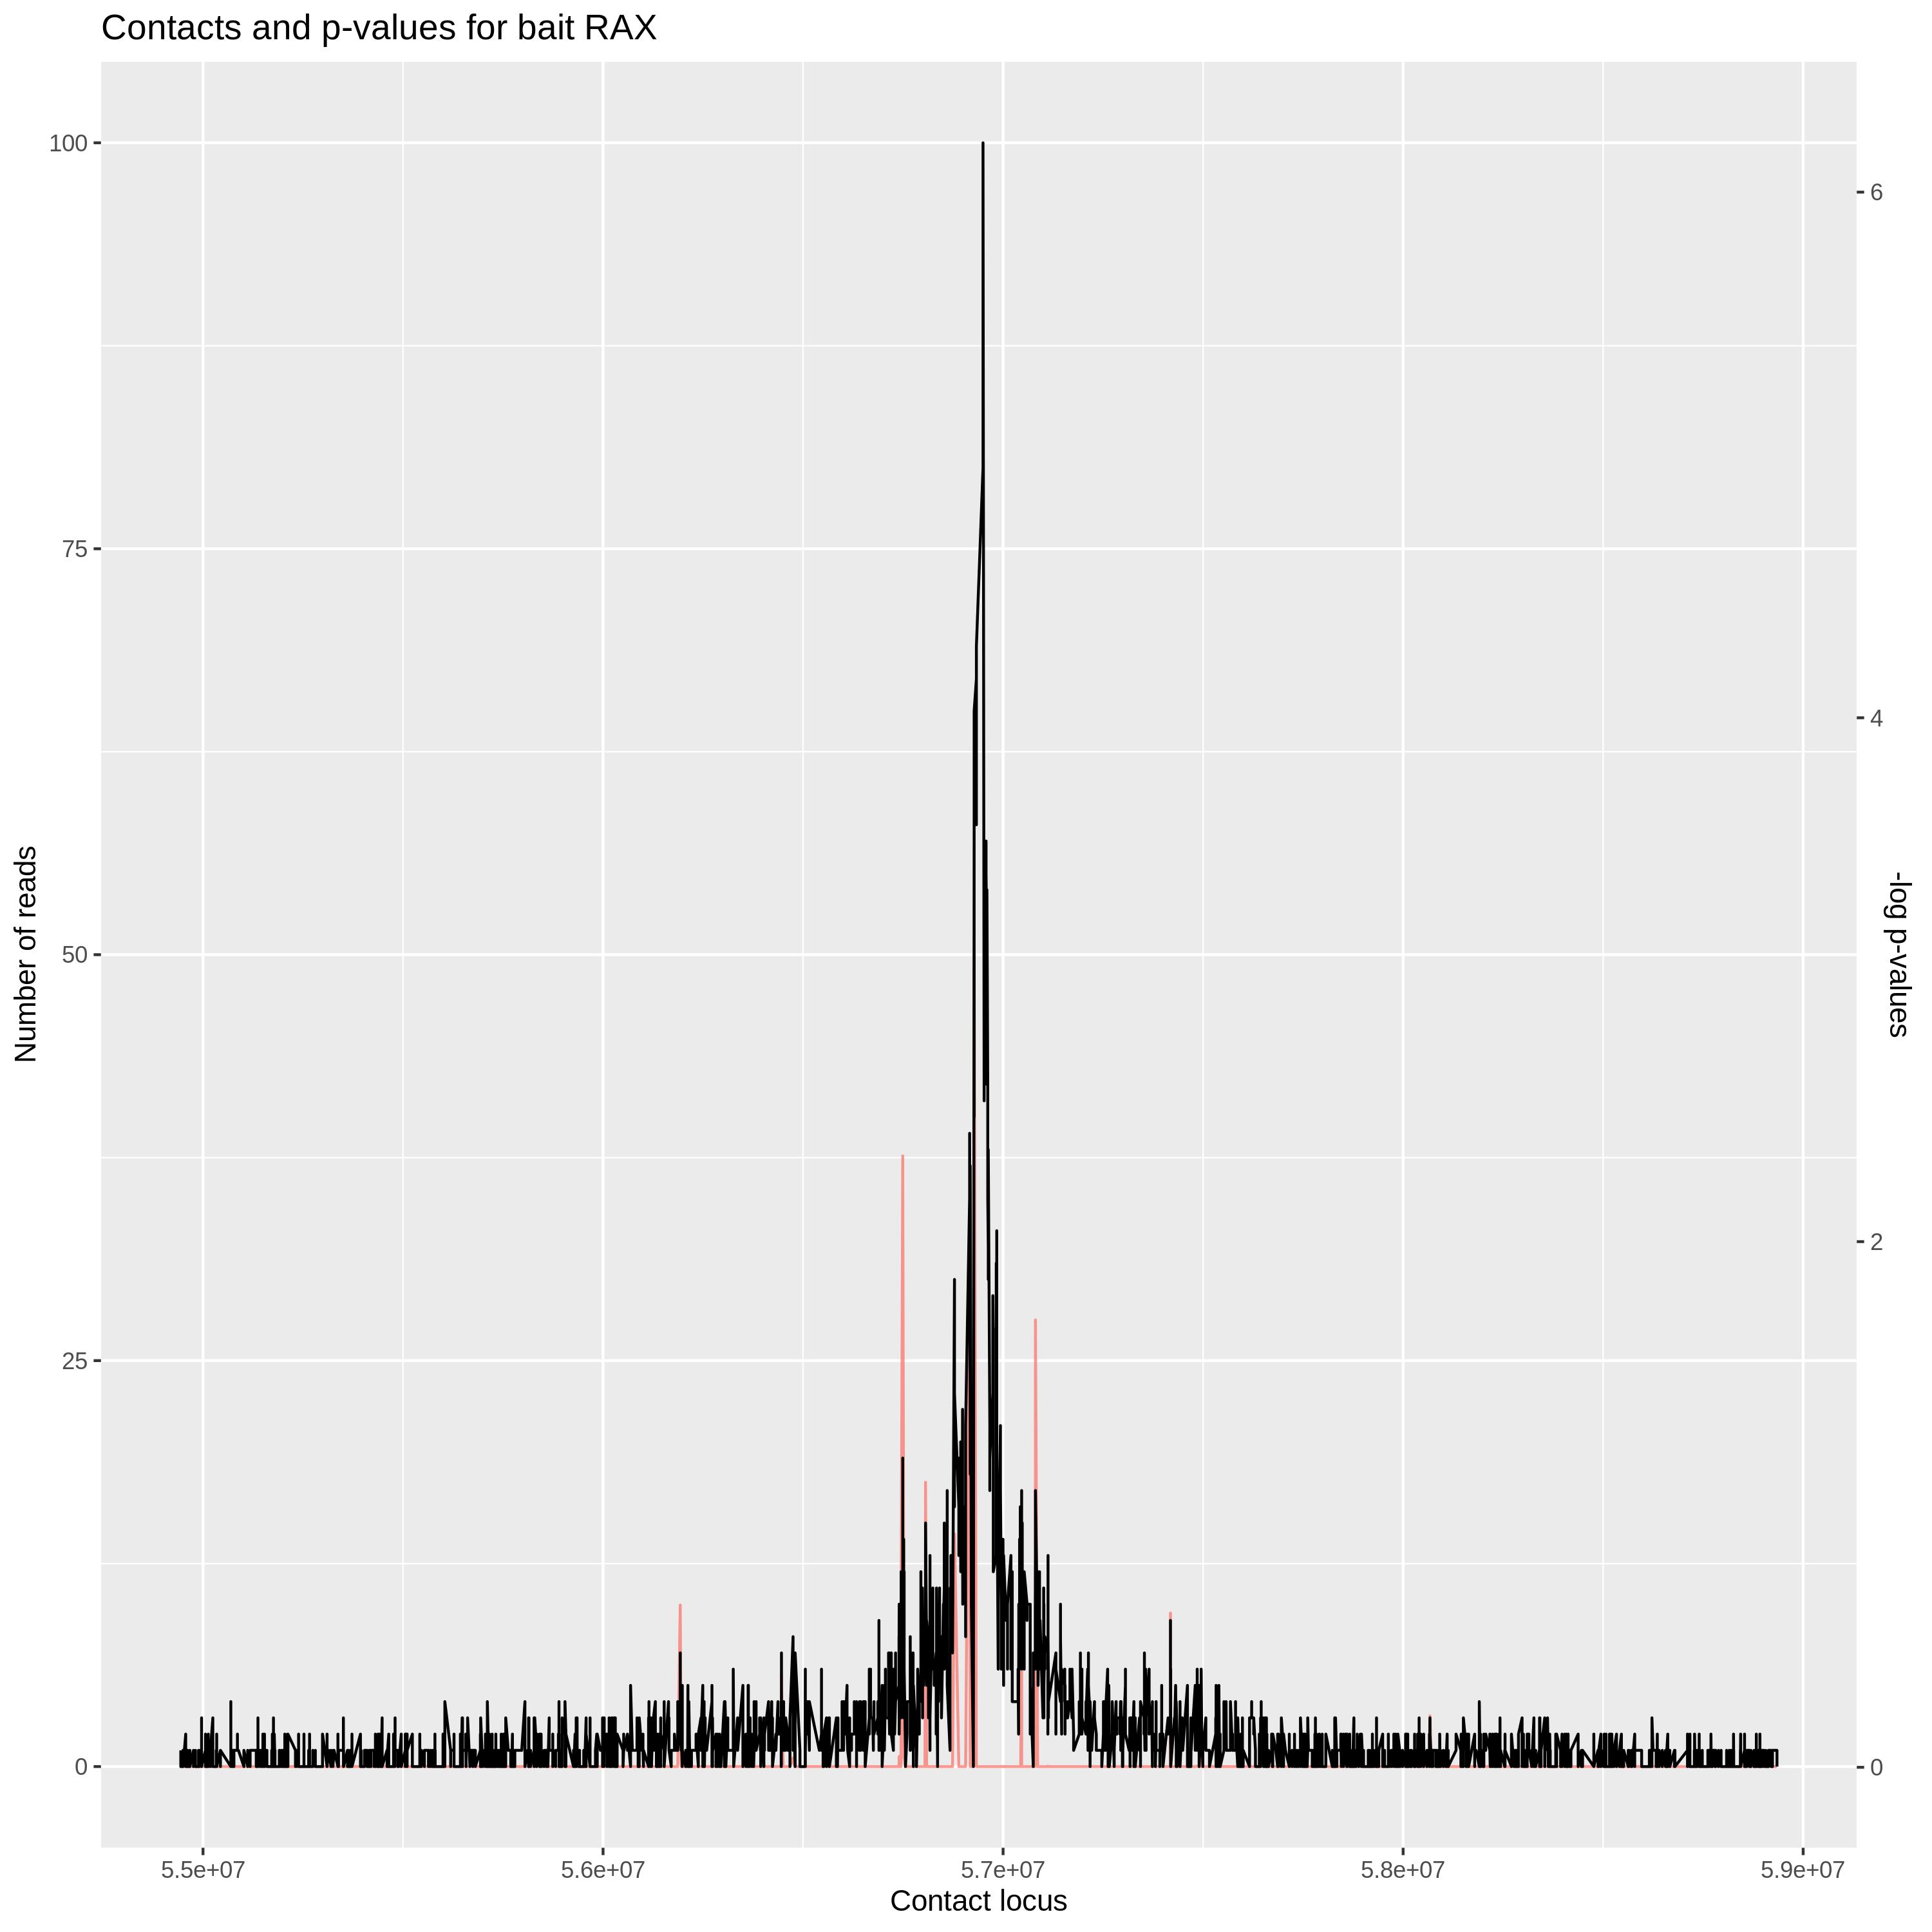 Contacts and p-values for bait RAX
100
75
50
25
0
Number of reads
6
4
2
0
-log p-values
5.5e+07 5.6e+07 5.7e+07 5.8e+07 5.9e+07
Contact locus